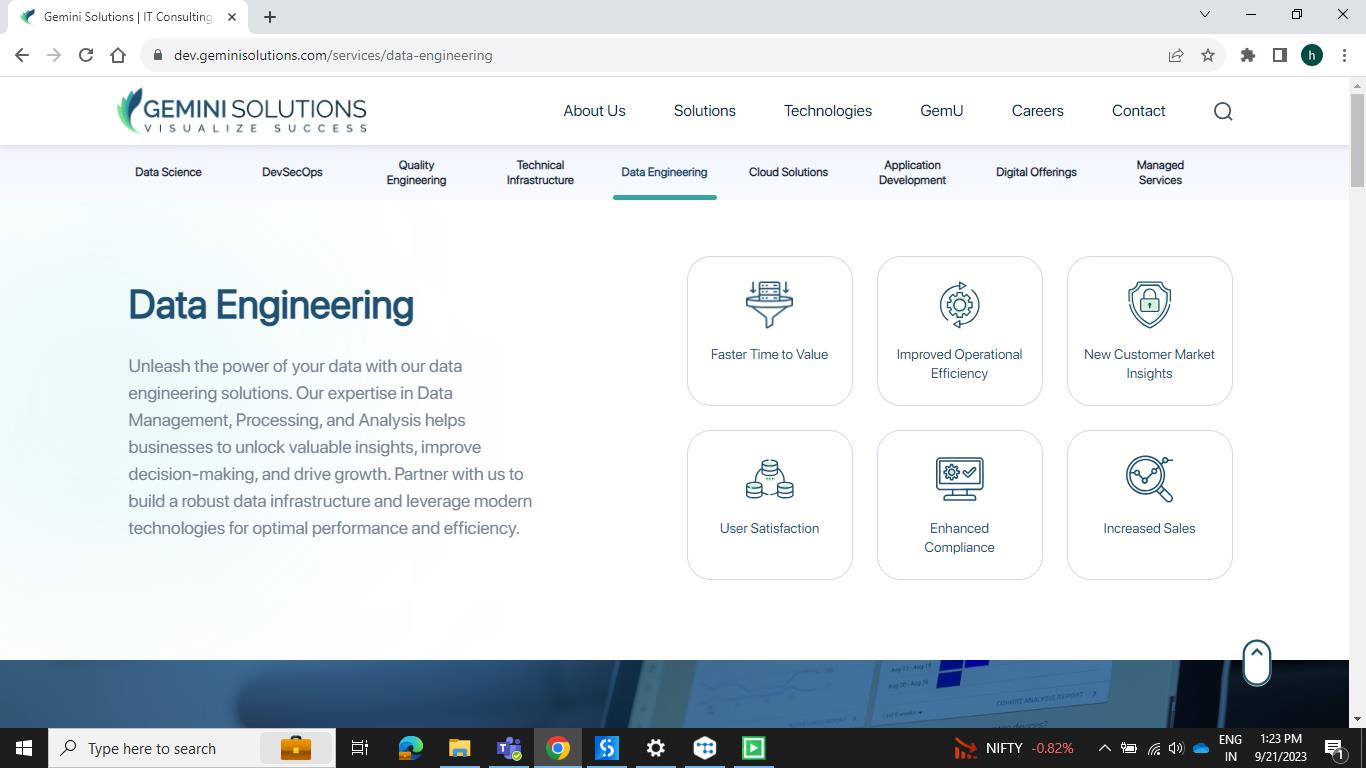 Gemini Solutions | IT Consulting
dev.geminisolutions.com/services/data-engineering
h
GEMINI SOLUTIONS
VISUALIZE SUCCESS
About Us
Solutions
Technologies
GemU
Careers
Contact
Data Science
DevSecOps
Quality
Engineering
Technical
Infrastructure
Data Engineering
Cloud Solutions
Application
Development
Digital Offerings
Managed
Services
Data Engineering
Unleash the power of your data with our data
engineering solutions. Our expertise in Data
Management, Processing, and Analysis helps
businesses to unlock valuable insights, improve
decision-making, and drive growth. Partner with us to
build a robust data infrastructure and leverage modern
technologies for optimal performance and efficiency.
Faster Time to Value
Improved Operational
Efficiency
New Customer Market
Insights
User Satisfaction
Enhanced
Compliance
Increased Sales
COHORT ANALYSIS REPORT
Type here to search
NIFTY -0.82%
ENG
IN
1:23 PM
9/21/2023
1